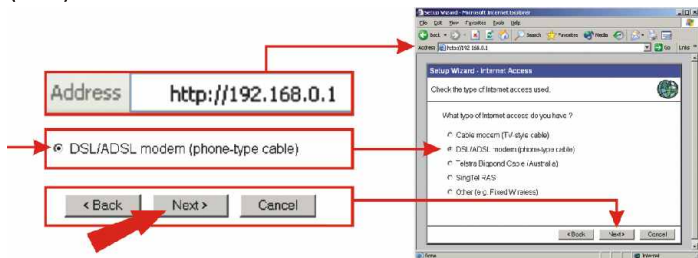 Address http://192.168.0.1
DSL/ADSL modem (phone-type cable)
< Back Next > Cancel
Setup Wizard - Microsoft Internet Explorer
File Edit View Favorites Tools Help
Back Search Favorites Media
Address http://192.168.0.1 Go Links
Setup Wizard - Internet Access
Check the type of Internet access used.
What type of Internet access do you have ?
Cable modem (TV-style cable)
DSL/ADSL modem (phone-type cable)
Telstra Bigpond Cable (Australia)
SingTel RAS
Other (e.g. Fixed Wireless)
< Back Next > Cancel
Done Internet